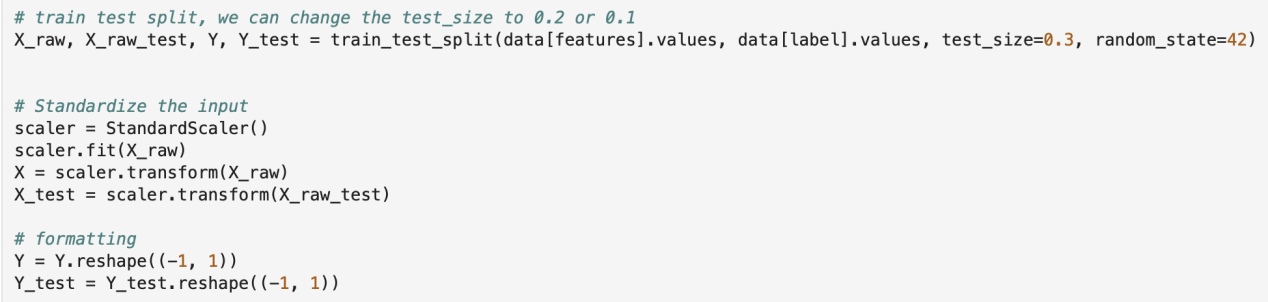 # train test split, we can change the test_size to 0.2 or 0.1
X_raw, X_raw_test, Y, Y_test = train_test_split(data[features].values, data[label].values, test_size=0.3, random_state=42)
# Standardize the input
scaler = StandardScaler()
scaler.fit(X_raw)
X = scaler.transform(X_raw)
X_test = scaler.transform(X_raw_test)
# formatting
Y = Y.reshape((-1, 1))
Y_test = Y_test.reshape((-1, 1))